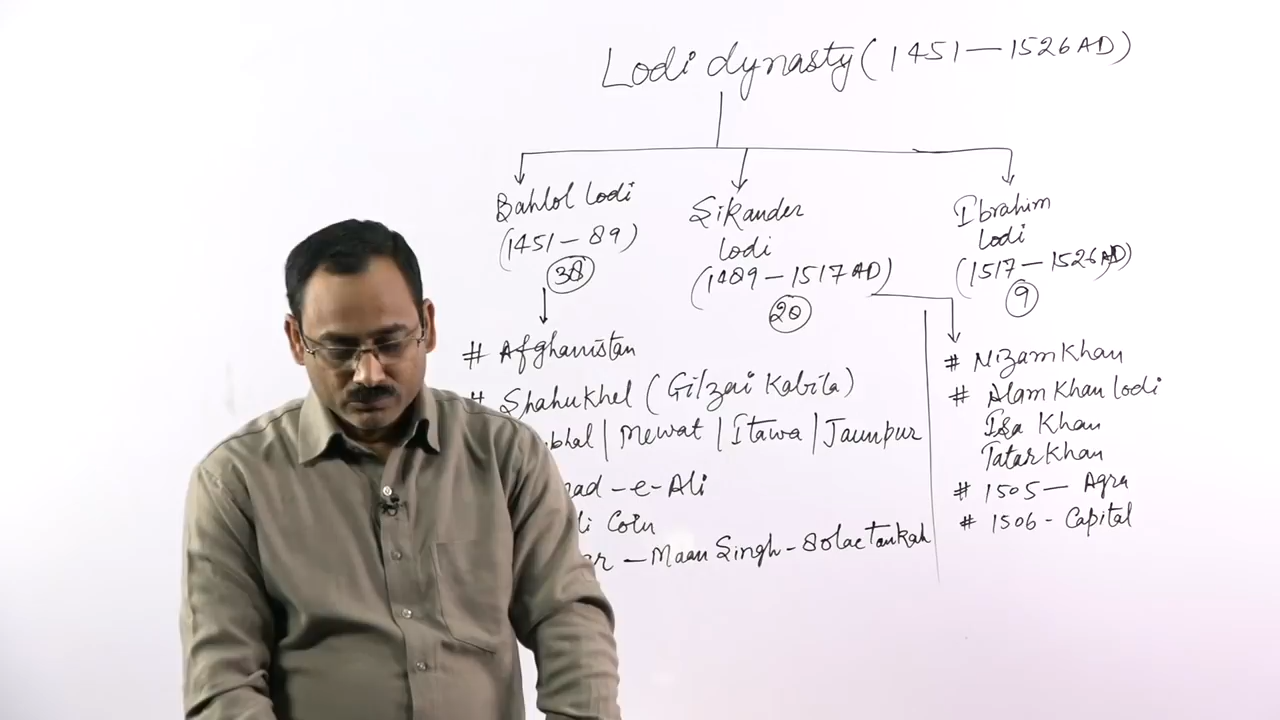 Lodi dynasty (1451 — 1526 AD)
Bahlol lodi
(1451 – 89)
38
# Afghanistan
# Shahukhel (Gilzai Kabila)
bhal | Mewat | Itawa | Jaunpur
ad - e - Ali
li Coin
ar — Maan Singh - 80 lac Tankah
Sikander
lodi
(1489 – 1517 AD)
Ibrahim
lodi
(1517 – 1526 AD)
9
# Nizam Khan
# Alam Khan Lodi
Isa Khan
Tatar Khan
# 1505 — Agra
# 1506 - Capital